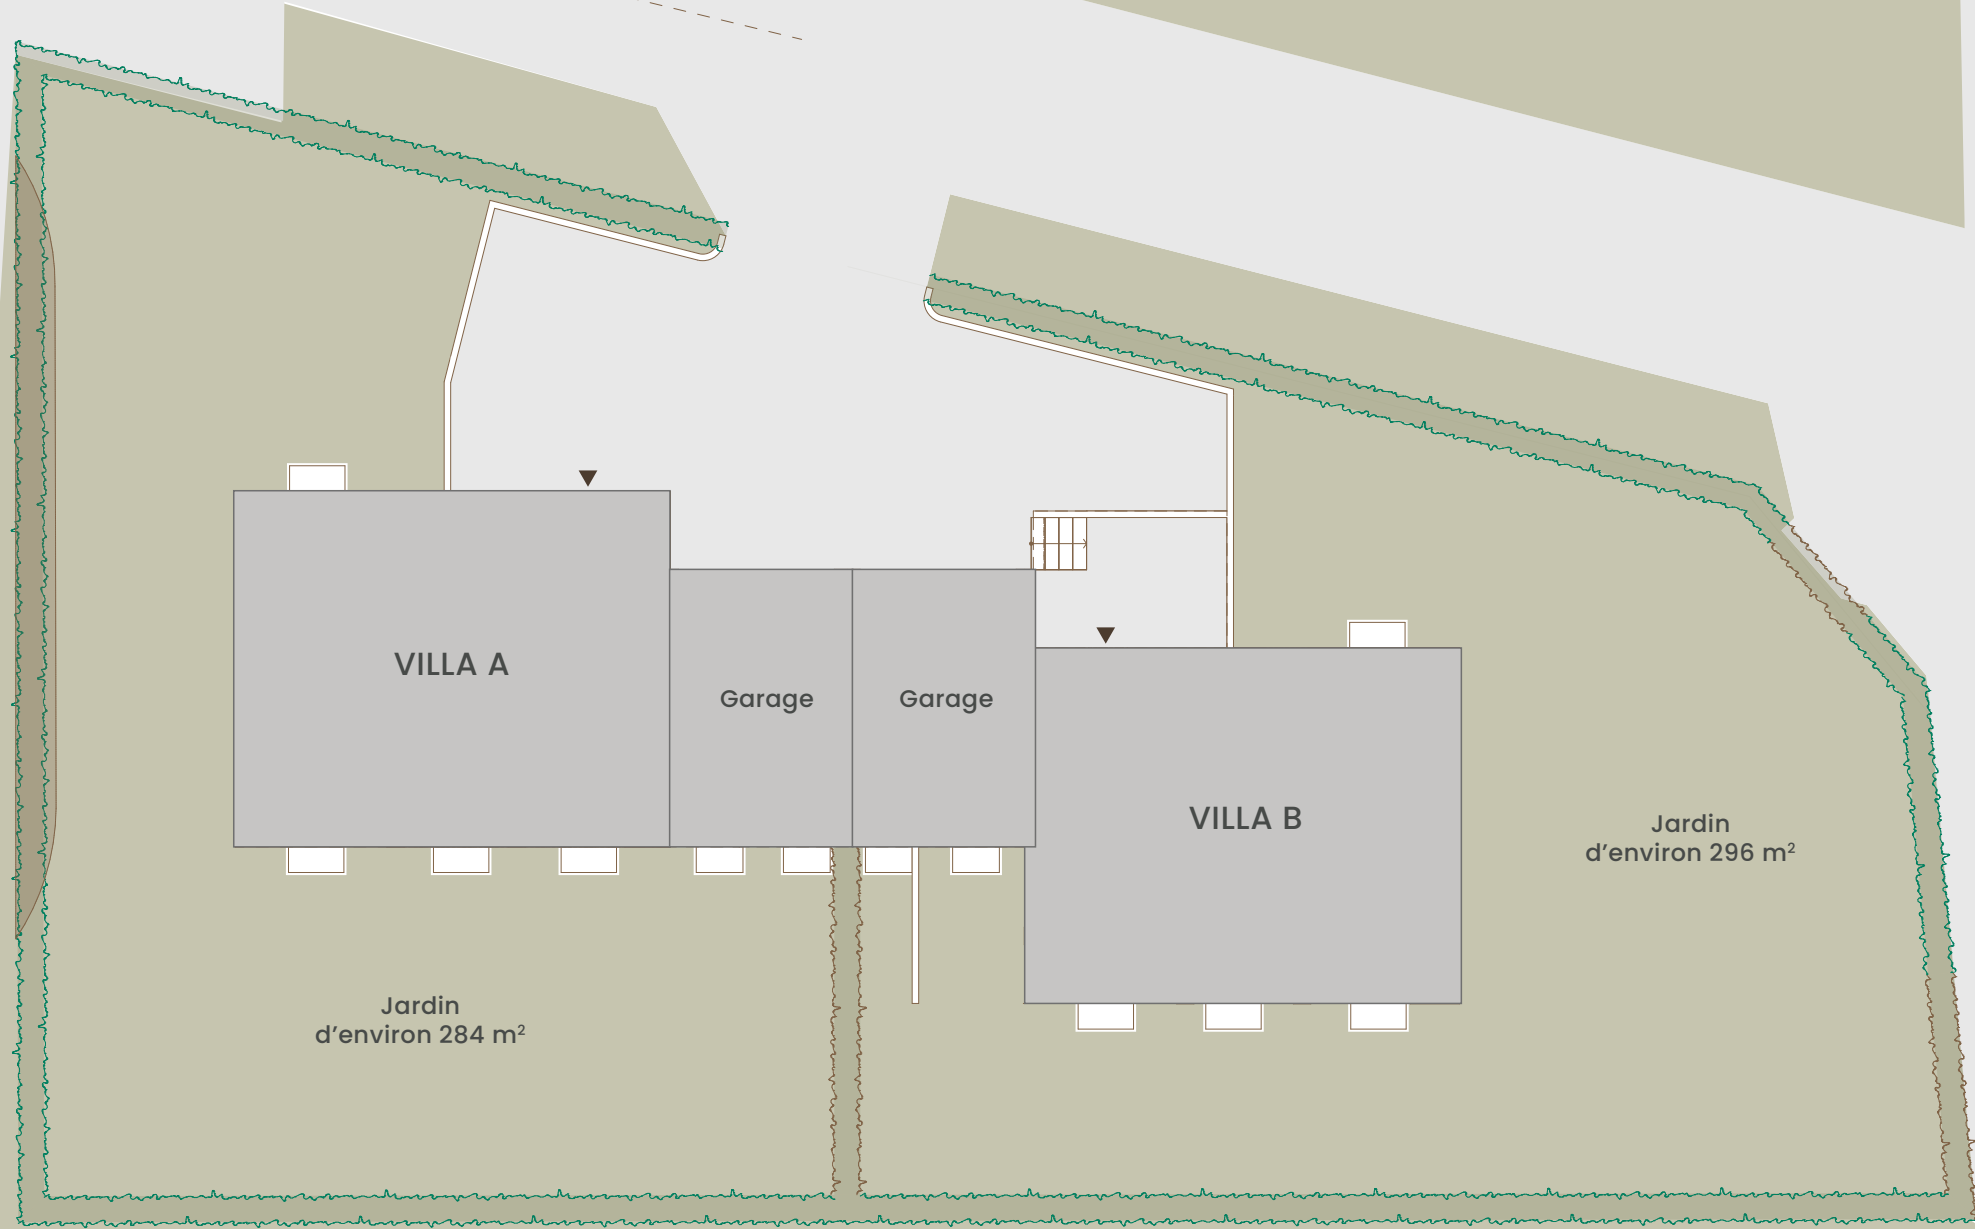 VILLA A
Garage
Garage
VILLA B
Jardin
d’environ 296 m²
Jardin
d’environ 284 m²